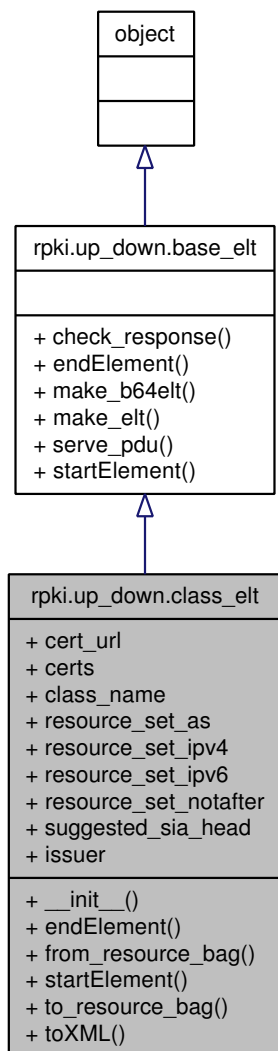 object
rpki.up_down.base_elt
+ check_response()
+ endElement()
+ make_b64elt()
+ make_elt()
+ serve_pdu()
+ startElement()
rpki.up_down.class_elt
+ cert_url
+ certs
+ class_name
+ resource_set_as
+ resource_set_ipv4
+ resource_set_ipv6
+ resource_set_notafter
+ suggested_sia_head
+ issuer
+ __init__()
+ endElement()
+ from_resource_bag()
+ startElement()
+ to_resource_bag()
+ toXML()